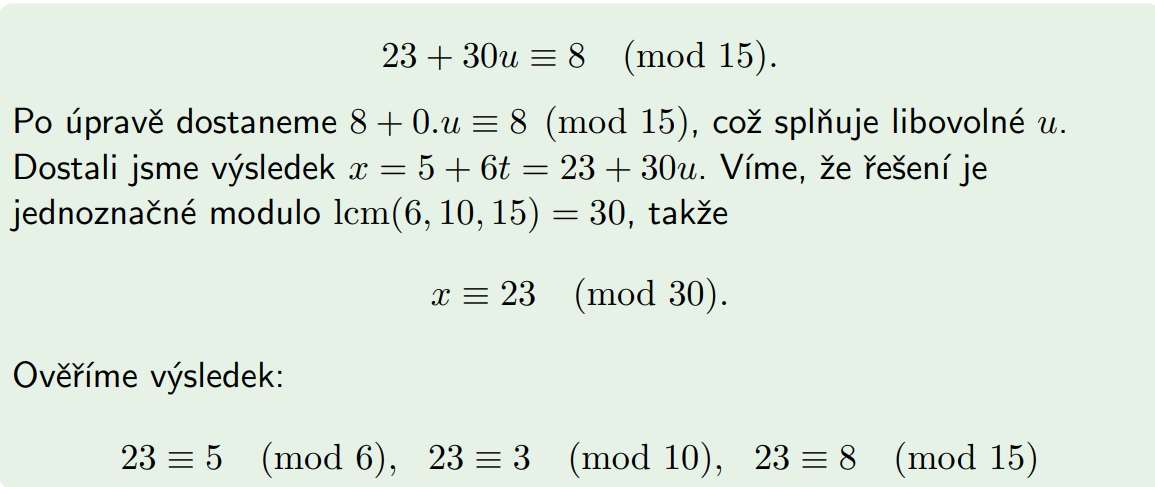 23 + 30u ≡ 8 (mod 15).
Po úpravě dostaneme 8 + 0.u ≡ 8 (mod 15), což splňuje libovolné u.
Dostali jsme výsledek x = 5 + 6t = 23 + 30u. Víme, že řešení je
jednoznačné modulo lcm(6, 10, 15) = 30, takže
x ≡ 23 (mod 30).
Ověříme výsledek:
23 ≡ 5 (mod 6), 23 ≡ 3 (mod 10), 23 ≡ 8 (mod 15)